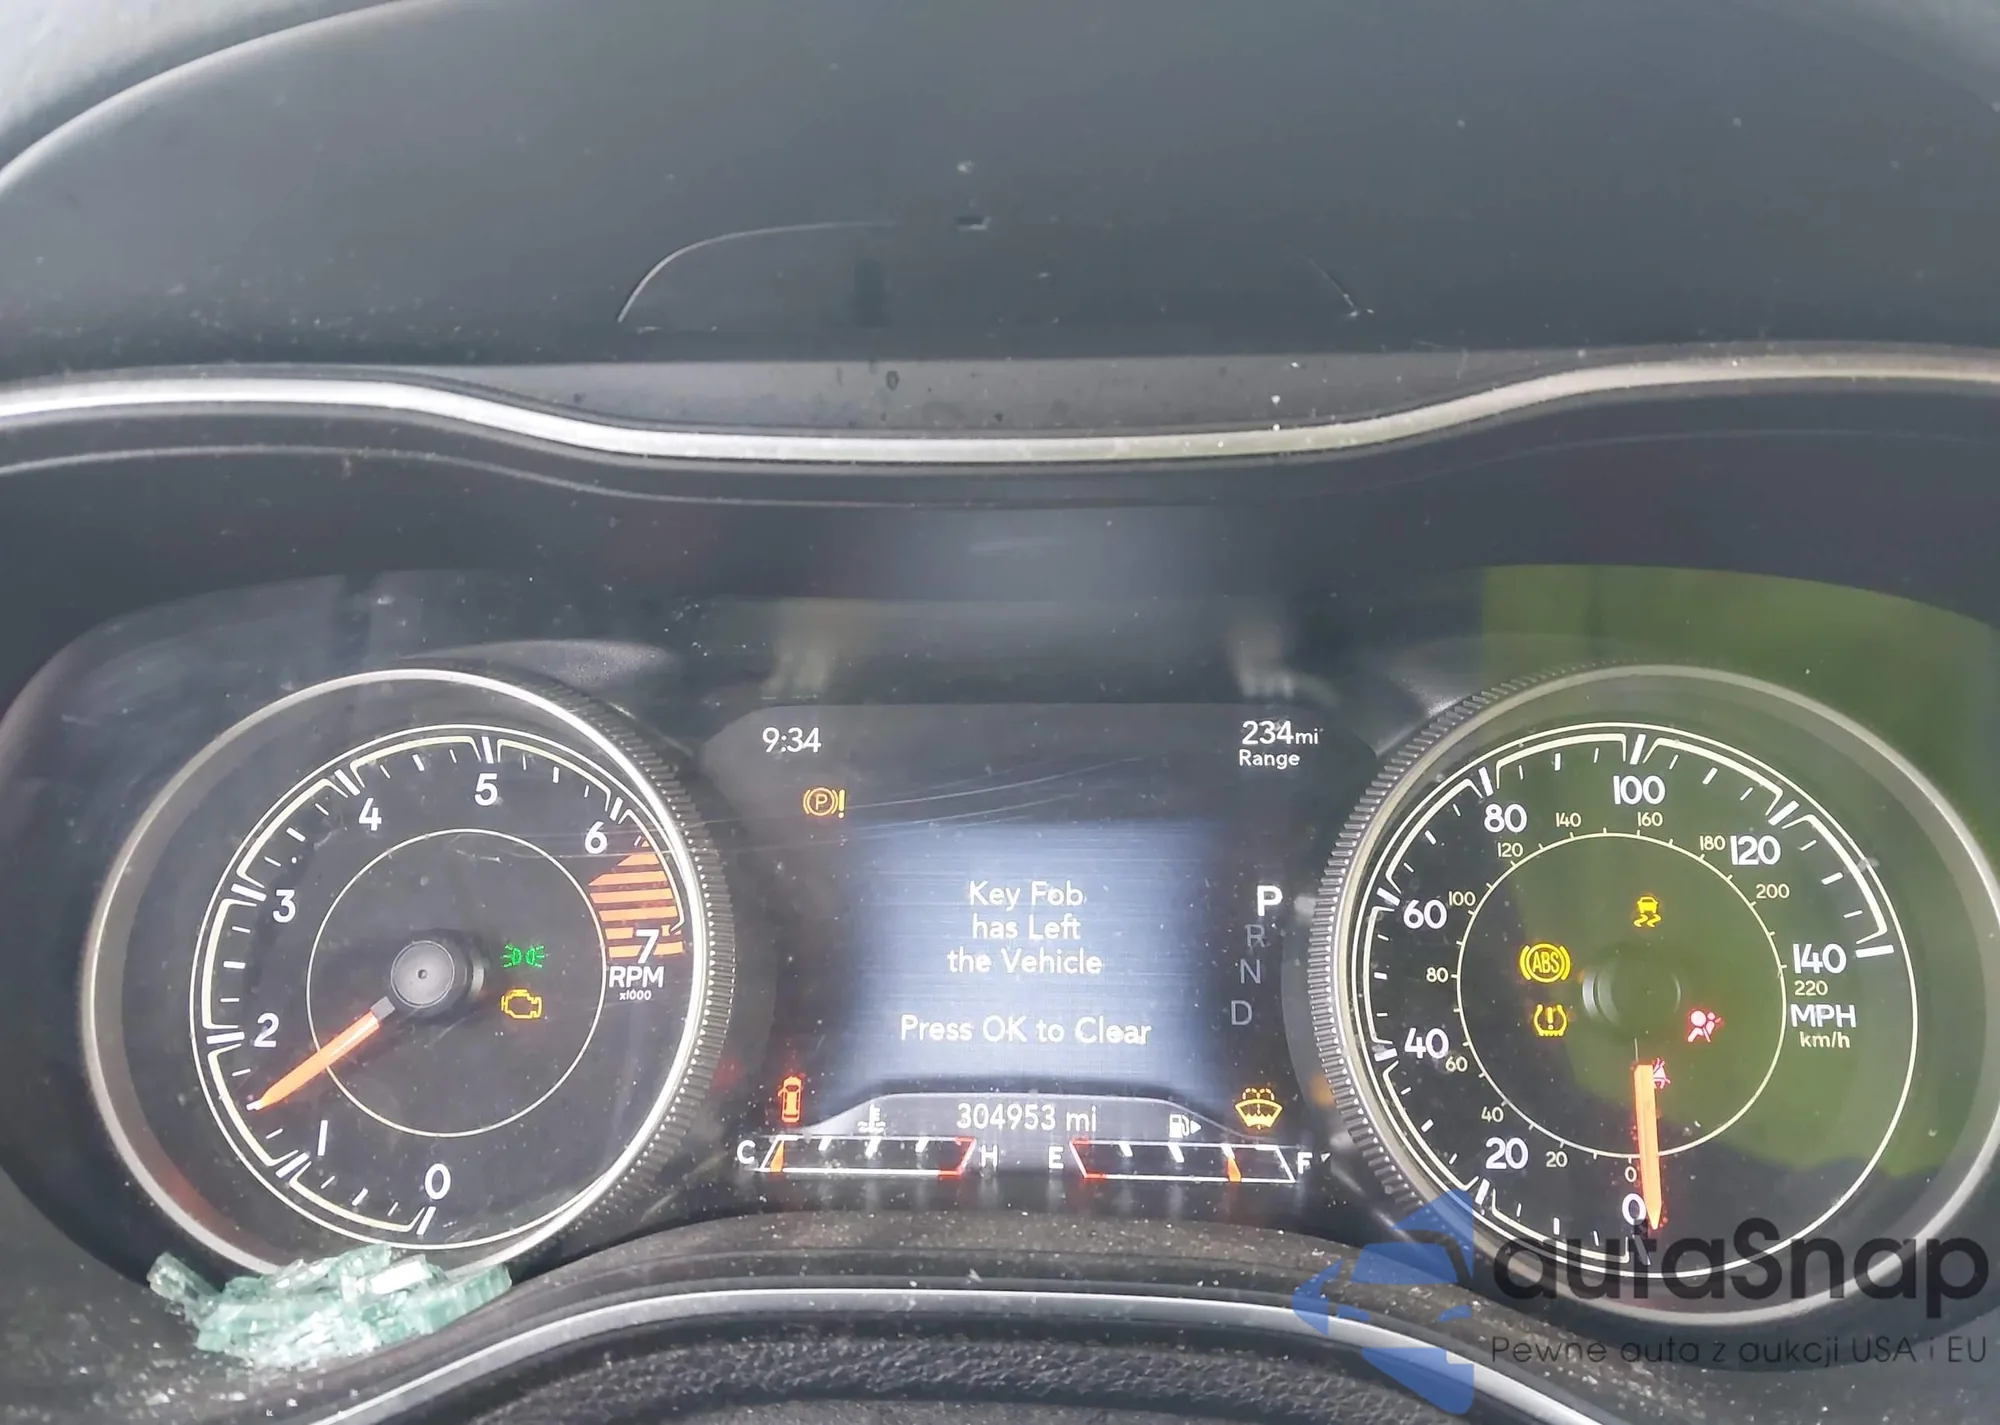 9:34
234mi
Range
Key Fob
has Left
the Vehicle
Press OK to Clear
P
R
N
D
304953 mi
C H E F
0
1
2
3
4
5
6
7
RPM
x1000
ABS
0
20
40
60
80
100
120
140
MPH
km/h
0
20
40
60
80
100
120
140
160
180
200
220
autaSnap
Pewne auta z aukcji USA i EU